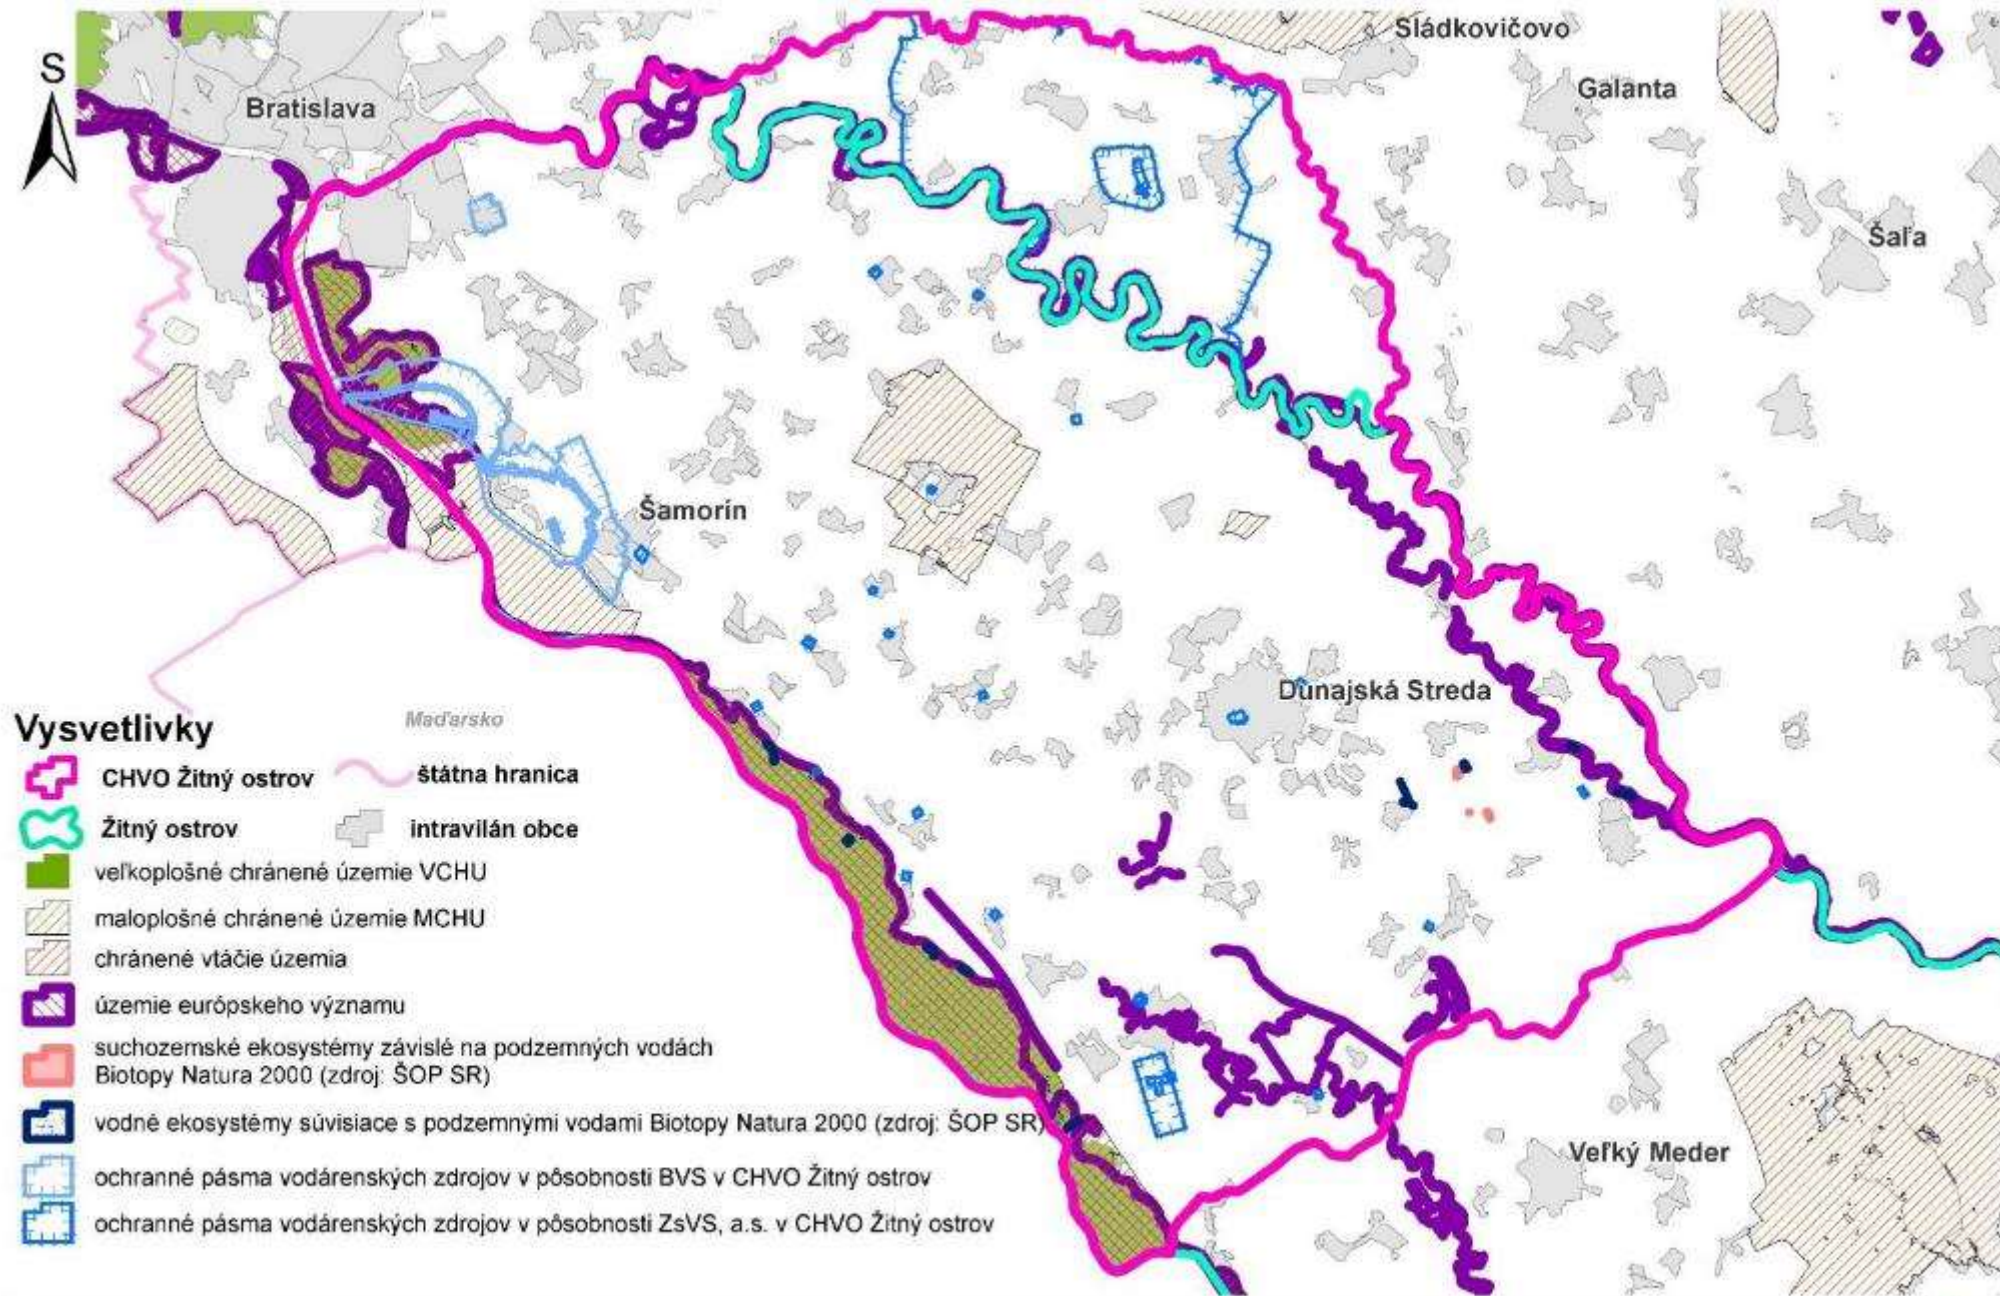 Sládkovičovo
S
Galanta
Bratislava
Šaľa
Šamorín
Dunajská Streda
Vysvetlivky
Maďarsko
CHVO Žitný ostrov
štátna hranica
Žitný ostrov
intravilán obce
veľkoplošné chránené územie VCHU
maloplošné chránené územie MCHU
chránené vtáčie územia
územie európskeho významu
suchozemské ekosystémy závislé na podzemných vodách
Biotopy Natura 2000 (zdroj: ŠOP SR)
vodné ekosystémy súvisiace s podzemnými vodami Biotopy Natura 2000 (zdroj: ŠOP SR)
Veľký Meder
ochranné pásma vodárenských zdrojov v pôsobnosti BVS v CHVO Žitný ostrov
ochranné pásma vodárenských zdrojov v pôsobnosti ZsVS, a.s. v CHVO Žitný ostrov